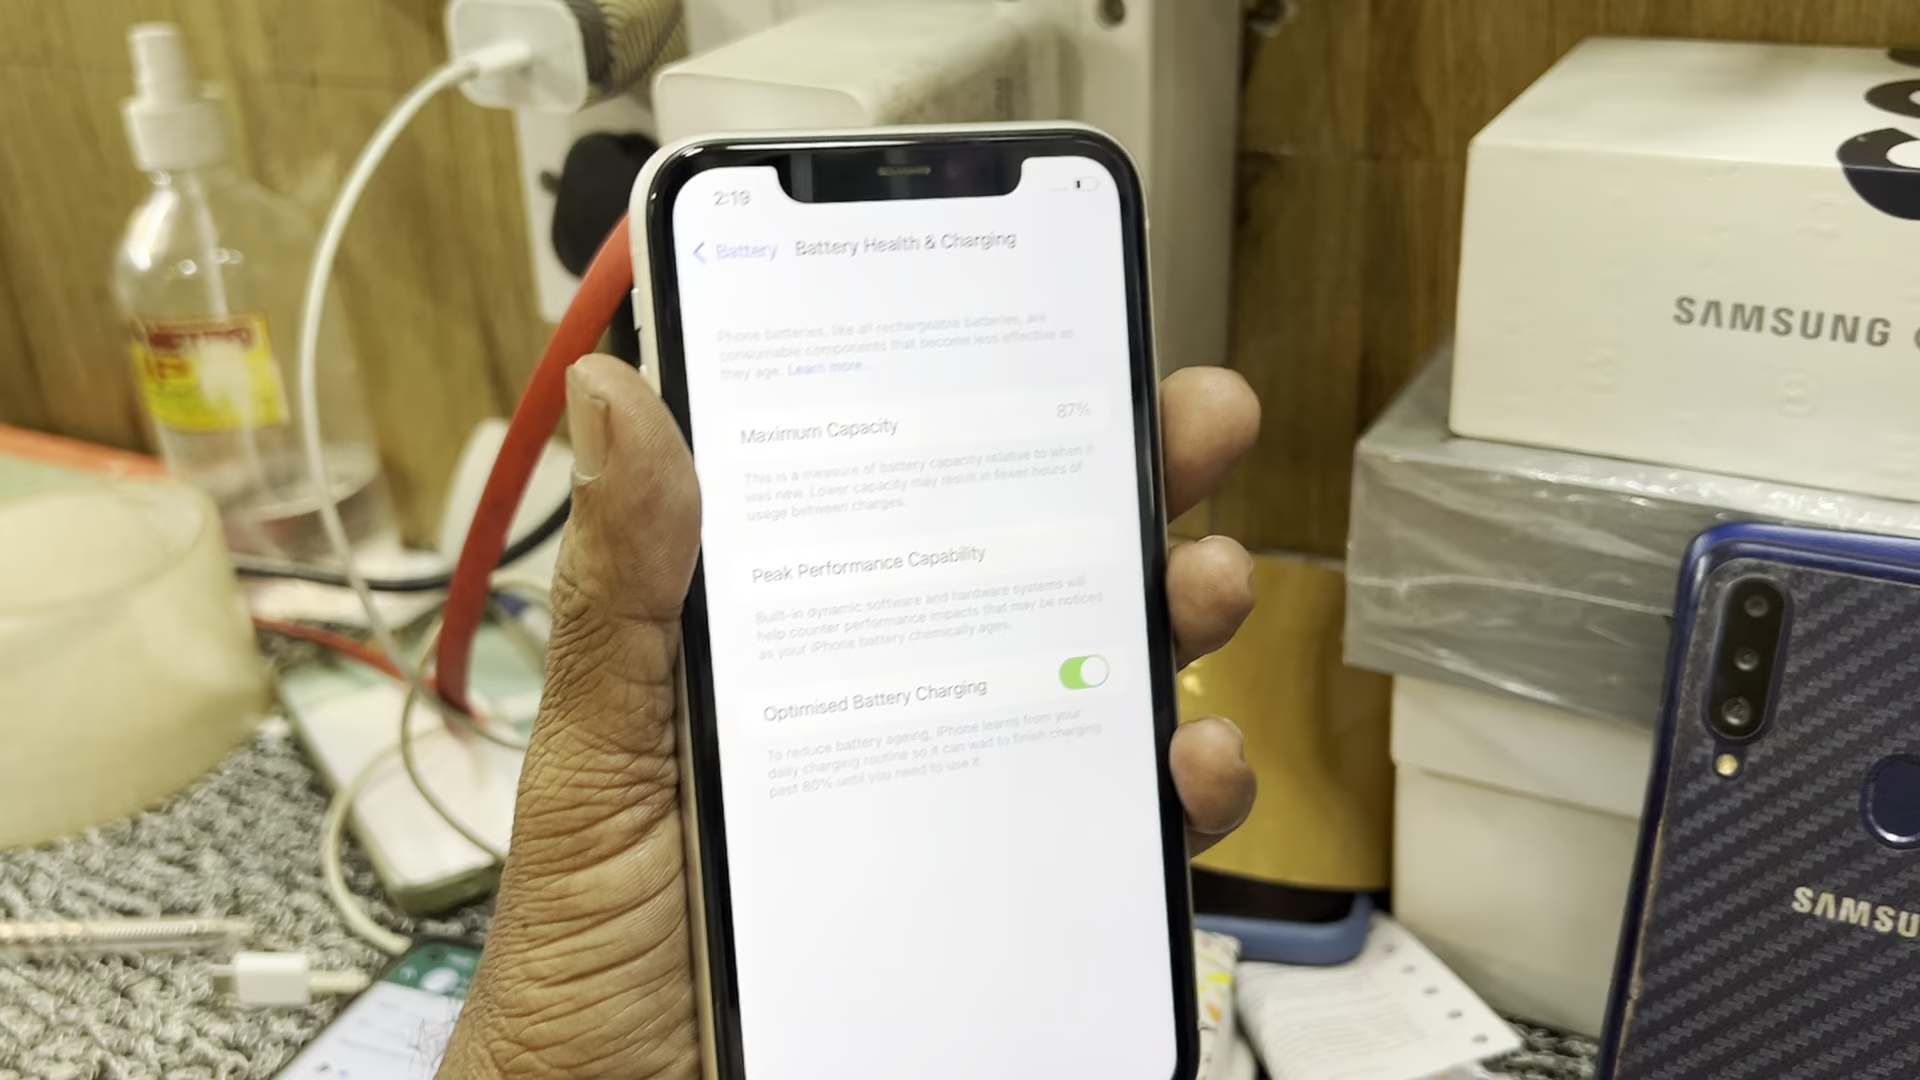 2:19
Battery
Battery Health & Charging
Phone batteries, like all rechargeable batteries, are
consumable components that become less effective as
they age. Learn more...
Maximum Capacity
87%
This is a measure of battery capacity relative to when it
was new. Lower capacity may result in fewer hours of
usage between charges.
Peak Performance Capability
Built-in dynamic software and hardware systems will
help counter performance impacts that may be noticed
as your iPhone battery chemically ages.
Optimised Battery Charging
To reduce battery ageing, iPhone learns from your
daily charging routine so it can wait to finish charging
past 80% until you need to use it.
SAMSUNG
SAMSU